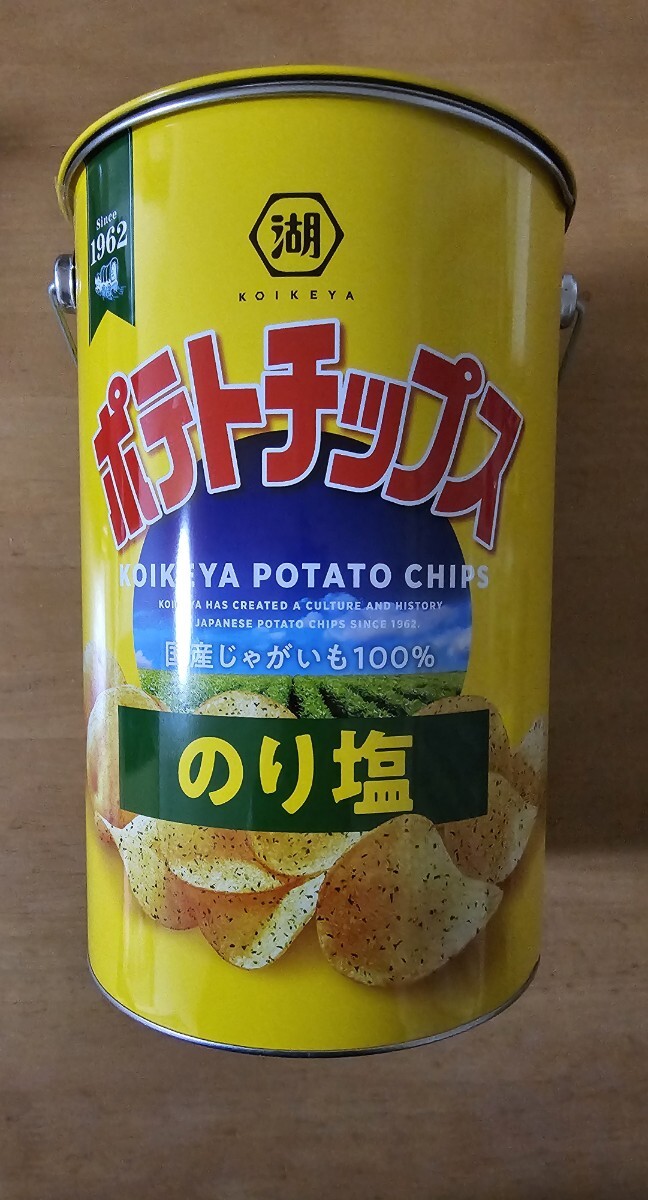 Since
1962
湖
KOIKEYA
ポテトチップス
KOIKEYA POTATO CHIPS
KOIKEYA HAS CREATED A CULTURE AND HISTORY
JAPANESE POTATO CHIPS SINCE 1962.
国産じゃがいも100%
のり塩